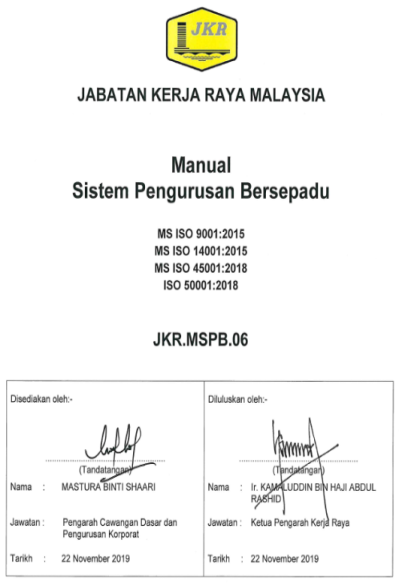 JKR
JABATAN KERJA RAYA MALAYSIA
Manual
Sistem Pengurusan Bersepadu
MS ISO 9001:2015
MS ISO 14001:2015
MS ISO 45001:2018
ISO 50001:2018
JKR.MSPB.06
Disediakan oleh:-
(Tandatangan)
Nama : MASTURA BINTI SHAARI
Jawatan : Pengarah Cawangan Dasar dan
Pengurusan Korporat
Tarikh : 22 November 2019
Diluluskan oleh:-
(Tandatangan)
Nama : Ir. KAMALUDDIN BIN HAJI ABDUL
RASHID
Jawatan : Ketua Pengarah Kerja Raya
Tarikh : 22 November 2019